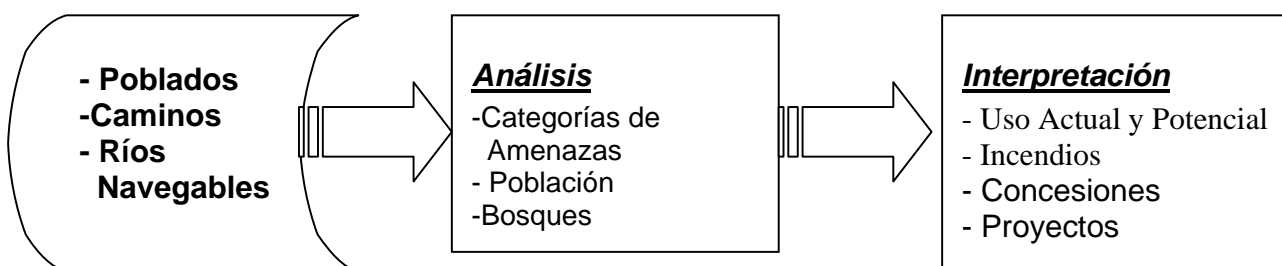 - Poblados
-Caminos
- Ríos
Navegables
Análisis
-Categorías de
Amenazas
- Población
-Bosques
Interpretación
- Uso Actual y Potencial
- Incendios
- Concesiones
- Proyectos